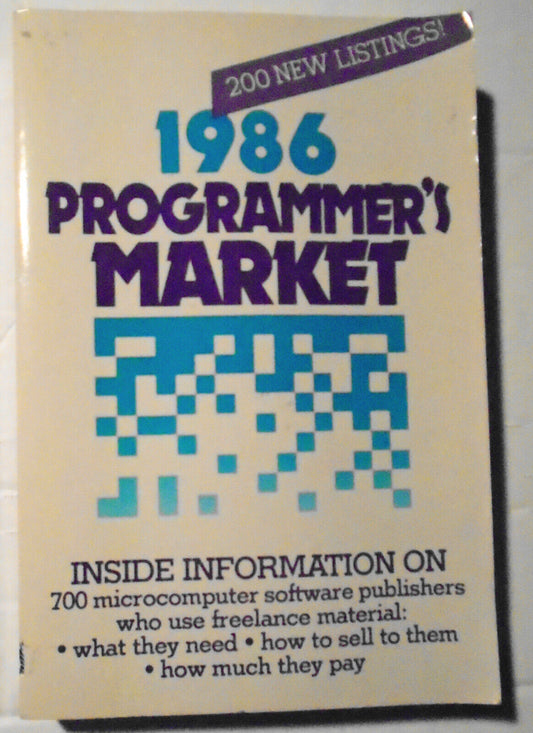 200 NEW LISTINGS!
1986
PROGRAMMER'S
MARKET
INSIDE INFORMATION ON
700 microcomputer software publishers
who use freelance material:
• what they need • how to sell to them
• how much they pay